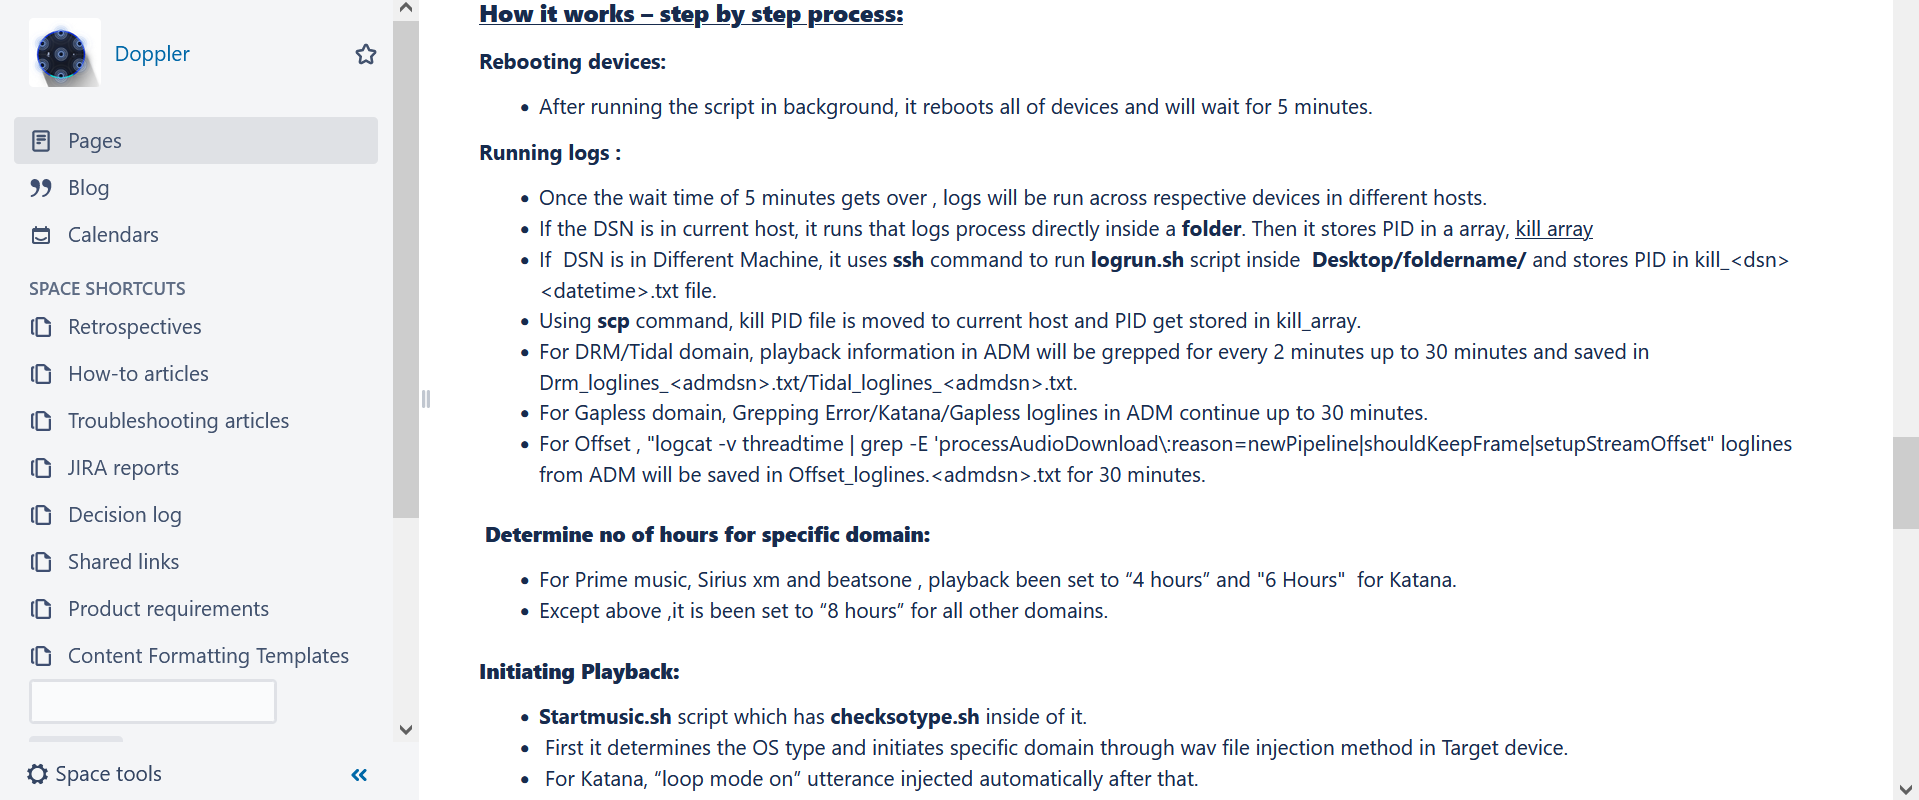 Doppler
Pages
Blog
Calendars
SPACE SHORTCUTS
Retrospectives
How-to articles
Troubleshooting articles
JIRA reports
Decision log
Shared links
Product requirements
Content Formatting Templates
Space tools
How it works – step by step process:
Rebooting devices:
• After running the script in background, it reboots all of devices and will wait for 5 minutes.
Running logs :
• Once the wait time of 5 minutes gets over , logs will be run across respective devices in different hosts.
• If the DSN is in current host, it runs that logs process directly inside a folder. Then it stores PID in a array, kill array
• If  DSN is in Different Machine, it uses ssh command to run logrun.sh script inside  Desktop/foldername/ and stores PID in kill_<dsn>
<datetime>.txt file.
• Using scp command, kill PID file is moved to current host and PID get stored in kill_array.
• For DRM/Tidal domain, playback information in ADM will be grepped for every 2 minutes up to 30 minutes and saved in
Drm_loglines_<admdsn>.txt/Tidal_loglines_<admdsn>.txt.
• For Gapless domain, Grepping Error/Katana/Gapless loglines in ADM continue up to 30 minutes.
• For Offset , "logcat -v threadtime | grep -E 'processAudioDownload\:reason=newPipeline|shouldKeepFrame|setupStreamOffset" loglines
from ADM will be saved in Offset_loglines.<admdsn>.txt for 30 minutes.
Determine no of hours for specific domain:
• For Prime music, Sirius xm and beatsone , playback been set to “4 hours” and "6 Hours"  for Katana.
• Except above ,it is been set to “8 hours” for all other domains.
Initiating Playback:
• Startmusic.sh script which has checksotype.sh inside of it.
• First it determines the OS type and initiates specific domain through wav file injection method in Target device.
• For Katana, “loop mode on” utterance injected automatically after that.